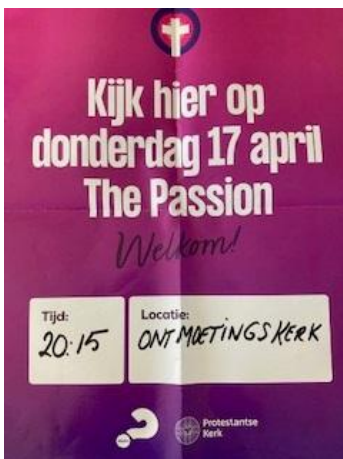 Kijk hier op
donderdag 17 april
The Passion
Welkom!
Tijd:
20:15
Locatie:
ONTMOETINGSKERK
Protestantse
Kerk